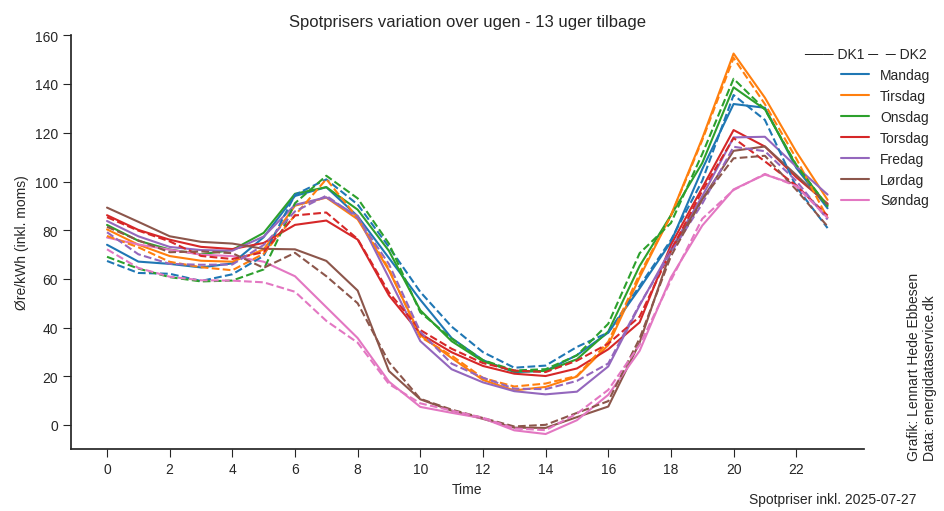 Spotprisers variation over ugen - 13 uger tilbage
160
140
120
100
80
60
40
20
0
Øre/kWh (inkl. moms)
0 2 4 6 8 10 12 14 16 18 20 22
Time
DK1 DK2
Mandag
Tirsdag
Onsdag
Torsdag
Fredag
Lørdag
Søndag
Grafik: Lennart Hede Ebbesen
Data: energidataservice.dk
Spotpriser inkl. 2025-07-27